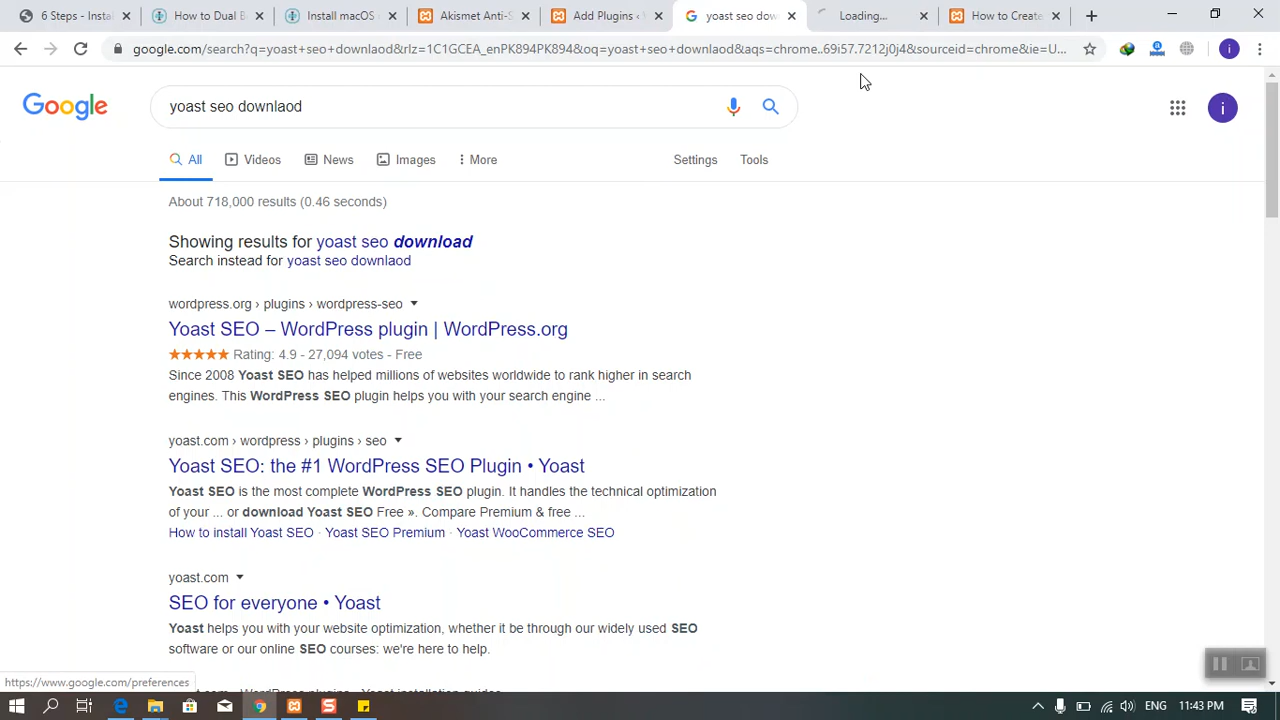 6 Steps - Instal
How to Dual B
Install macOS
Akismet Anti-S
Add Plugins ‹ W
yoast seo dow
Loading...
How to Create
google.com/search?q=yoast+seo+downlaod&rlz=1C1GCEA_enPK894PK894&oq=yoast+seo+downlaod&aqs=chrome..69i57.7212j0j4&sourceid=chrome&ie=U...
i
Google
yoast seo downlaod
i
All
Videos
News
Images
More
Settings
Tools
About 718,000 results (0.46 seconds)
Showing results for yoast seo download
Search instead for yoast seo downlaod
wordpress.org › plugins › wordpress-seo
Yoast SEO – WordPress plugin | WordPress.org
Rating: 4.9 - 27,094 votes - Free
Since 2008 Yoast SEO has helped millions of websites worldwide to rank higher in search
engines. This WordPress SEO plugin helps you with your search engine ...
yoast.com › wordpress › plugins › seo
Yoast SEO: the #1 WordPress SEO Plugin • Yoast
Yoast SEO is the most complete WordPress SEO plugin. It handles the technical optimization
of your ... or download Yoast SEO Free ». Compare Premium & free ...
How to install Yoast SEO · Yoast SEO Premium · Yoast WooCommerce SEO
yoast.com
SEO for everyone • Yoast
Yoast helps you with your website optimization, whether it be through our widely used SEO
software or our online SEO courses: we're here to help.
https://www.google.com/preferences
ENG
11:43 PM